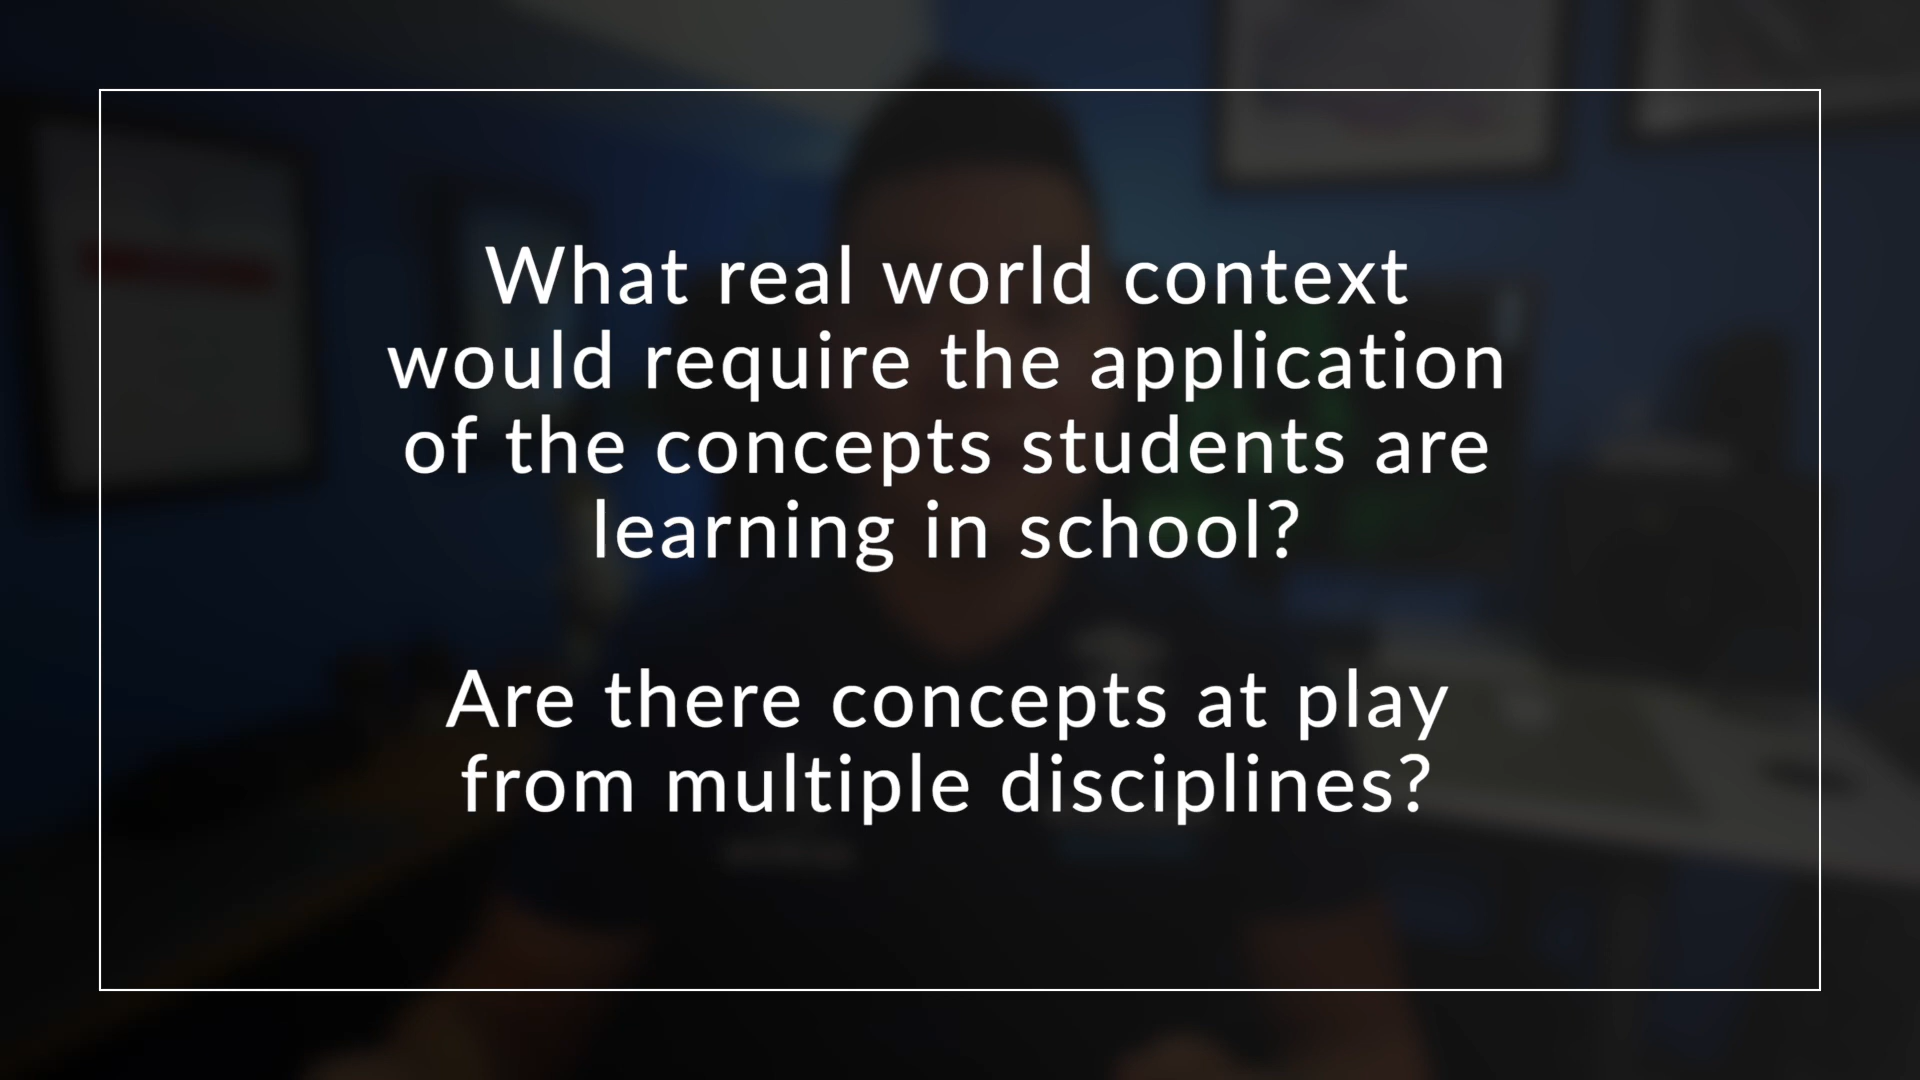 What real world context
would require the application
of the concepts students are
learning in school?
Are there concepts at play
from multiple disciplines?